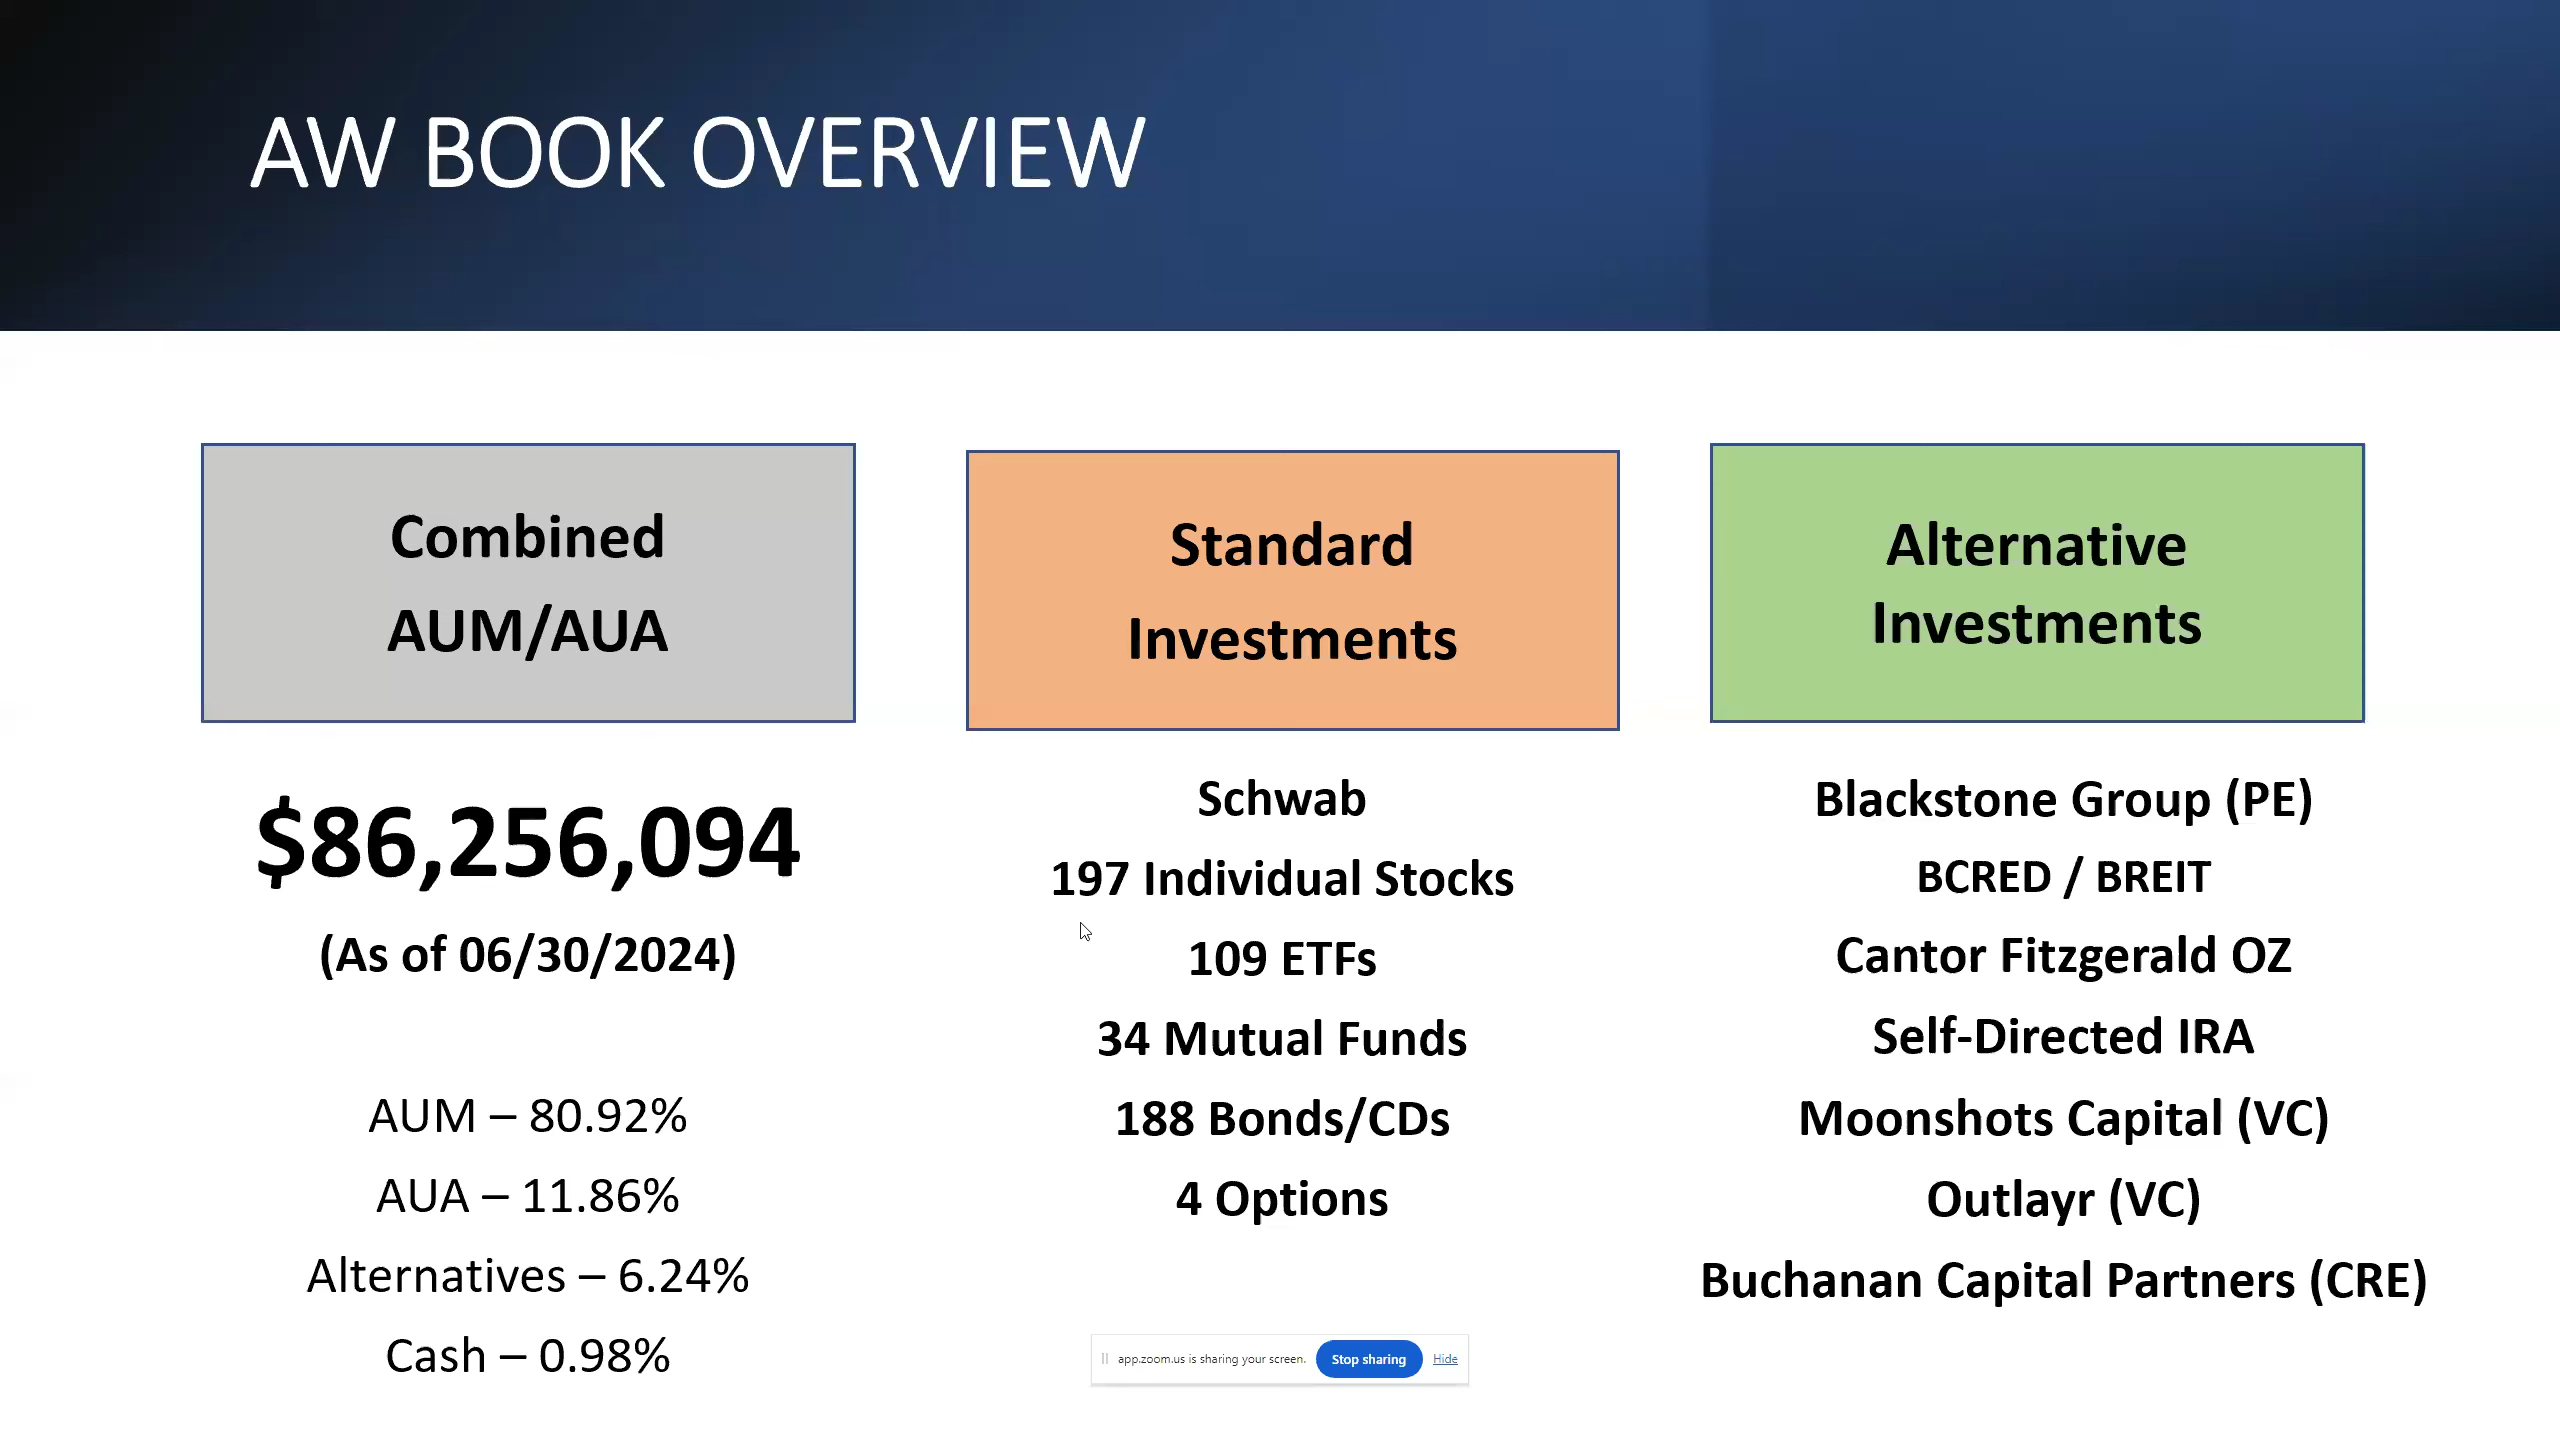 AW BOOK OVERVIEW
Combined
AUM/AUA
$86,256,094
(As of 06/30/2024)
AUM – 80.92%
AUA – 11.86%
Alternatives – 6.24%
Cash – 0.98%
Standard
Investments
Schwab
197 Individual Stocks
109 ETFs
34 Mutual Funds
188 Bonds/CDs
4 Options
Alternative
Investments
Blackstone Group (PE)
BCRED / BREIT
Cantor Fitzgerald OZ
Self-Directed IRA
Moonshots Capital (VC)
Outlayr (VC)
Buchanan Capital Partners (CRE)
app.zoom.us is sharing your screen. Stop sharing Hide